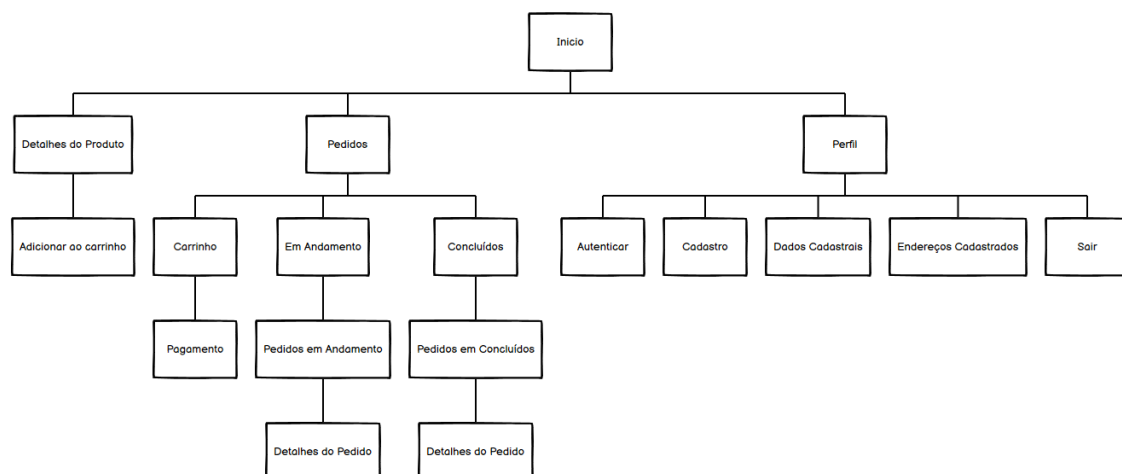 Inicio
Detalhes do Produto
Pedidos
Perfil
Adicionar ao carrinho
Carrinho
Em Andamento
Concluídos
Autenticar
Cadastro
Dados Cadastrais
Endereços Cadastrados
Sair
Pagamento
Pedidos em Andamento
Pedidos em Concluídos
Detalhes do Pedido
Detalhes do Pedido